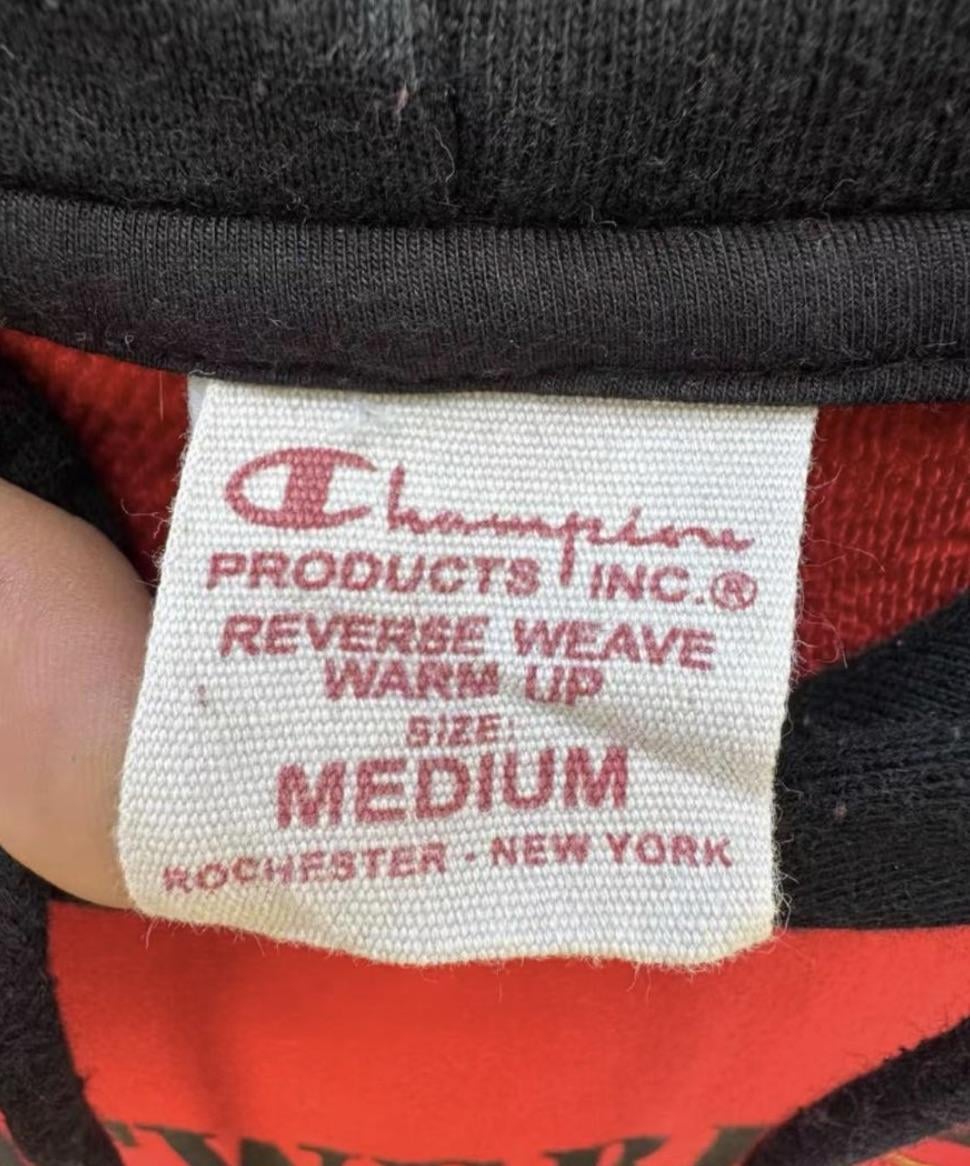 Champion
PRODUCTS INC.®
REVERSE WEAVE
WARM UP
SIZE:
MEDIUM
ROCHESTER - NEW YORK